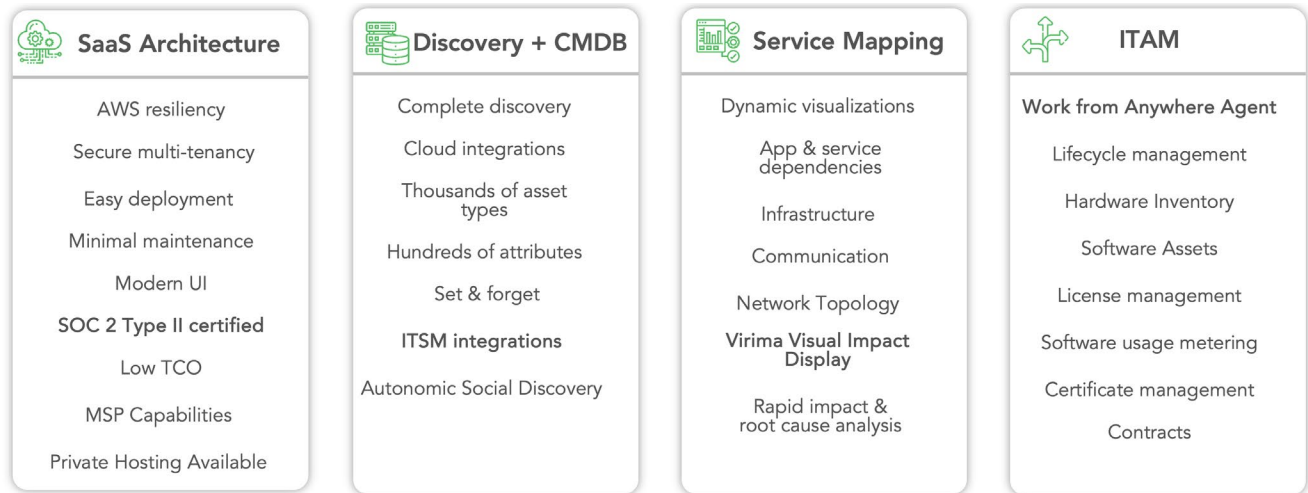 SaaS Architecture
AWS resiliency
Secure multi-tenancy
Easy deployment
Minimal maintenance
Modern UI
SOC 2 Type II certified
Low TCO
MSP Capabilities
Private Hosting Available
Discovery + CMDB
Complete discovery
Cloud integrations
Thousands of asset
types
Hundreds of attributes
Set & forget
ITSM integrations
Autonomic Social Discovery
Service Mapping
Dynamic visualizations
App & service
dependencies
Infrastructure
Communication
Network Topology
Virima Visual Impact
Display
Rapid impact &
root cause analysis
ITAM
Work from Anywhere Agent
Lifecycle management
Hardware Inventory
Software Assets
License management
Software usage metering
Certificate management
Contracts